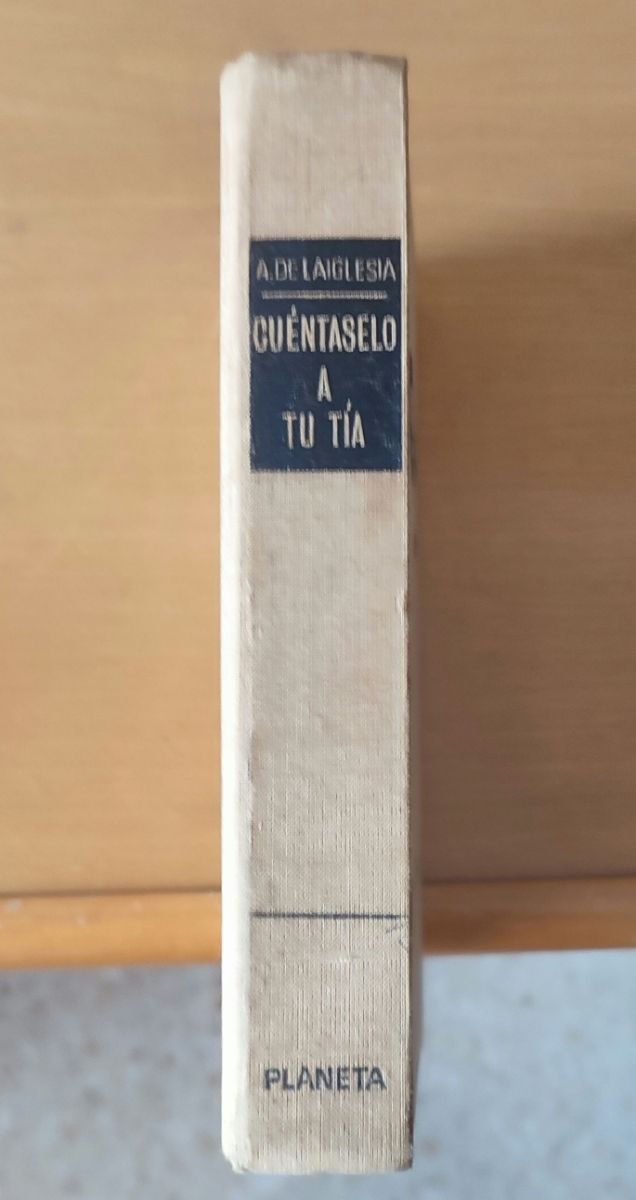 A. DE LAIGLESIA
CUÉNTASELO
A
TU TÍA
PLANETA